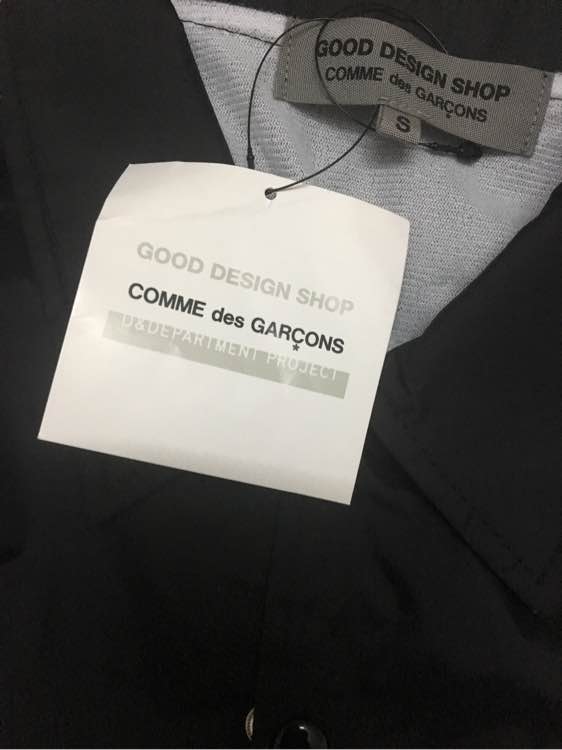 GOOD DESIGN SHOP
COMME des GARÇONS
S
GOOD DESIGN SHOP
COMME des GARÇONS
D&DEPARTMENT PROJECT